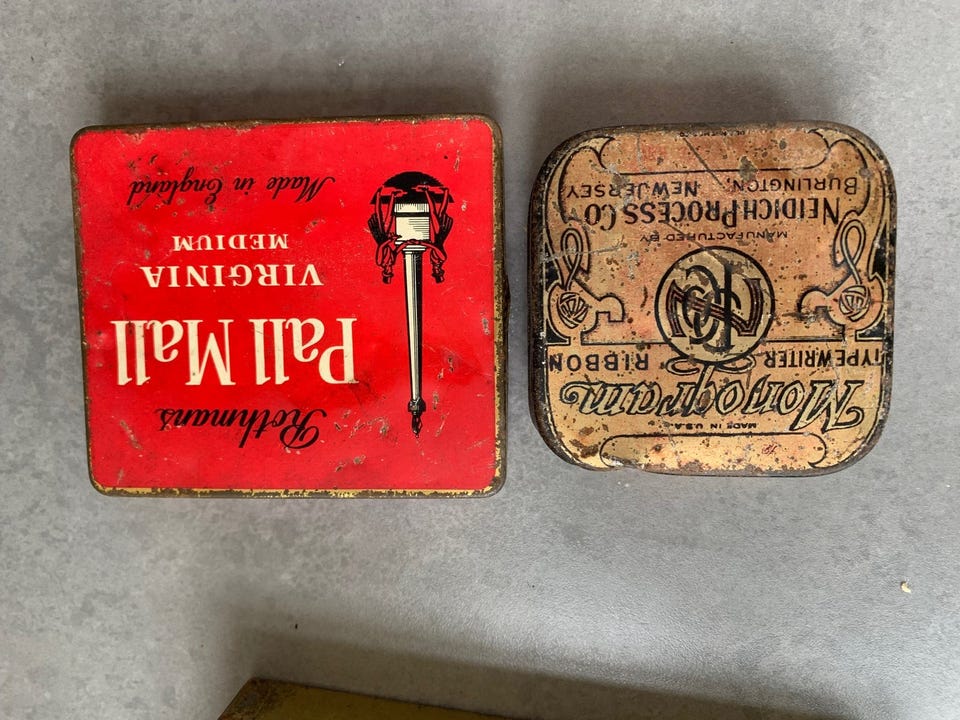 Rothmans
Pall Mall
VIRGINIA
MEDIUM
Made in England
MADE IN U.S.A.
Monogram
TYPEWRITER RIBBON
NPCo
MANUFACTURED BY
NEIDICH PROCESS CO
BURLINGTON, NEW JERSEY